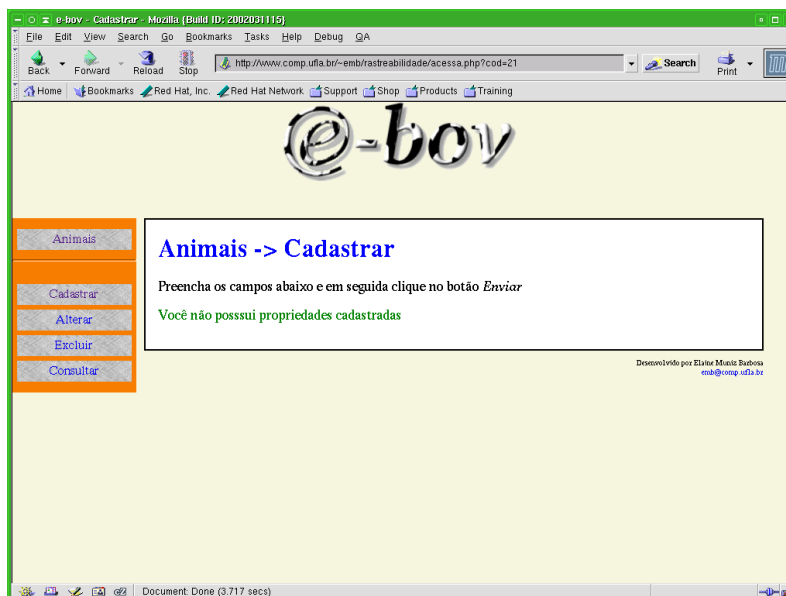 e-bov - Cadastrar - Mozilla {Build ID: 2002031115}
File Edit View Search Go Bookmarks Tasks Help Debug QA
Back Forward Reload Stop http://www.comp.ufla.br/~emb/rastreabilidade/acessa.php?cod=21 Search Print
Home Bookmarks Red Hat, Inc. Red Hat Network Support Shop Products Training
e-bov
Animais
Cadastrar
Alterar
Excluir
Consultar
Animais -> Cadastrar
Preencha os campos abaixo e em seguida clique no botão Enviar
Você não posssui propriedades cadastradas
Desenvolvido por Elaine Muniz Barbosa
emb@comp.ufla.br
Document: Done (3.717 secs)